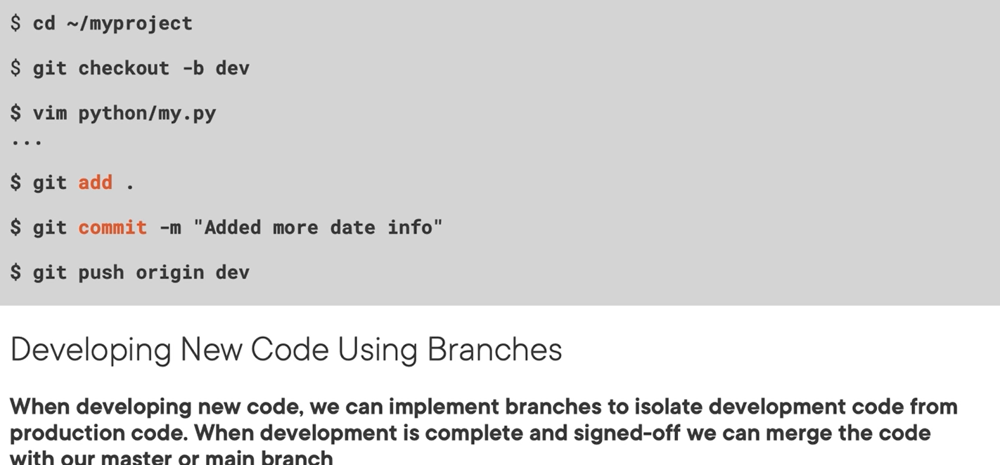 $ cd ~/myproject
$ git checkout -b dev
$ vim python/my.py
...
$ git add .
$ git commit -m "Added more date info"
$ git push origin dev
Developing New Code Using Branches
When developing new code, we can implement branches to isolate development code from
production code. When development is complete and signed-off we can merge the code
with our master or main branch